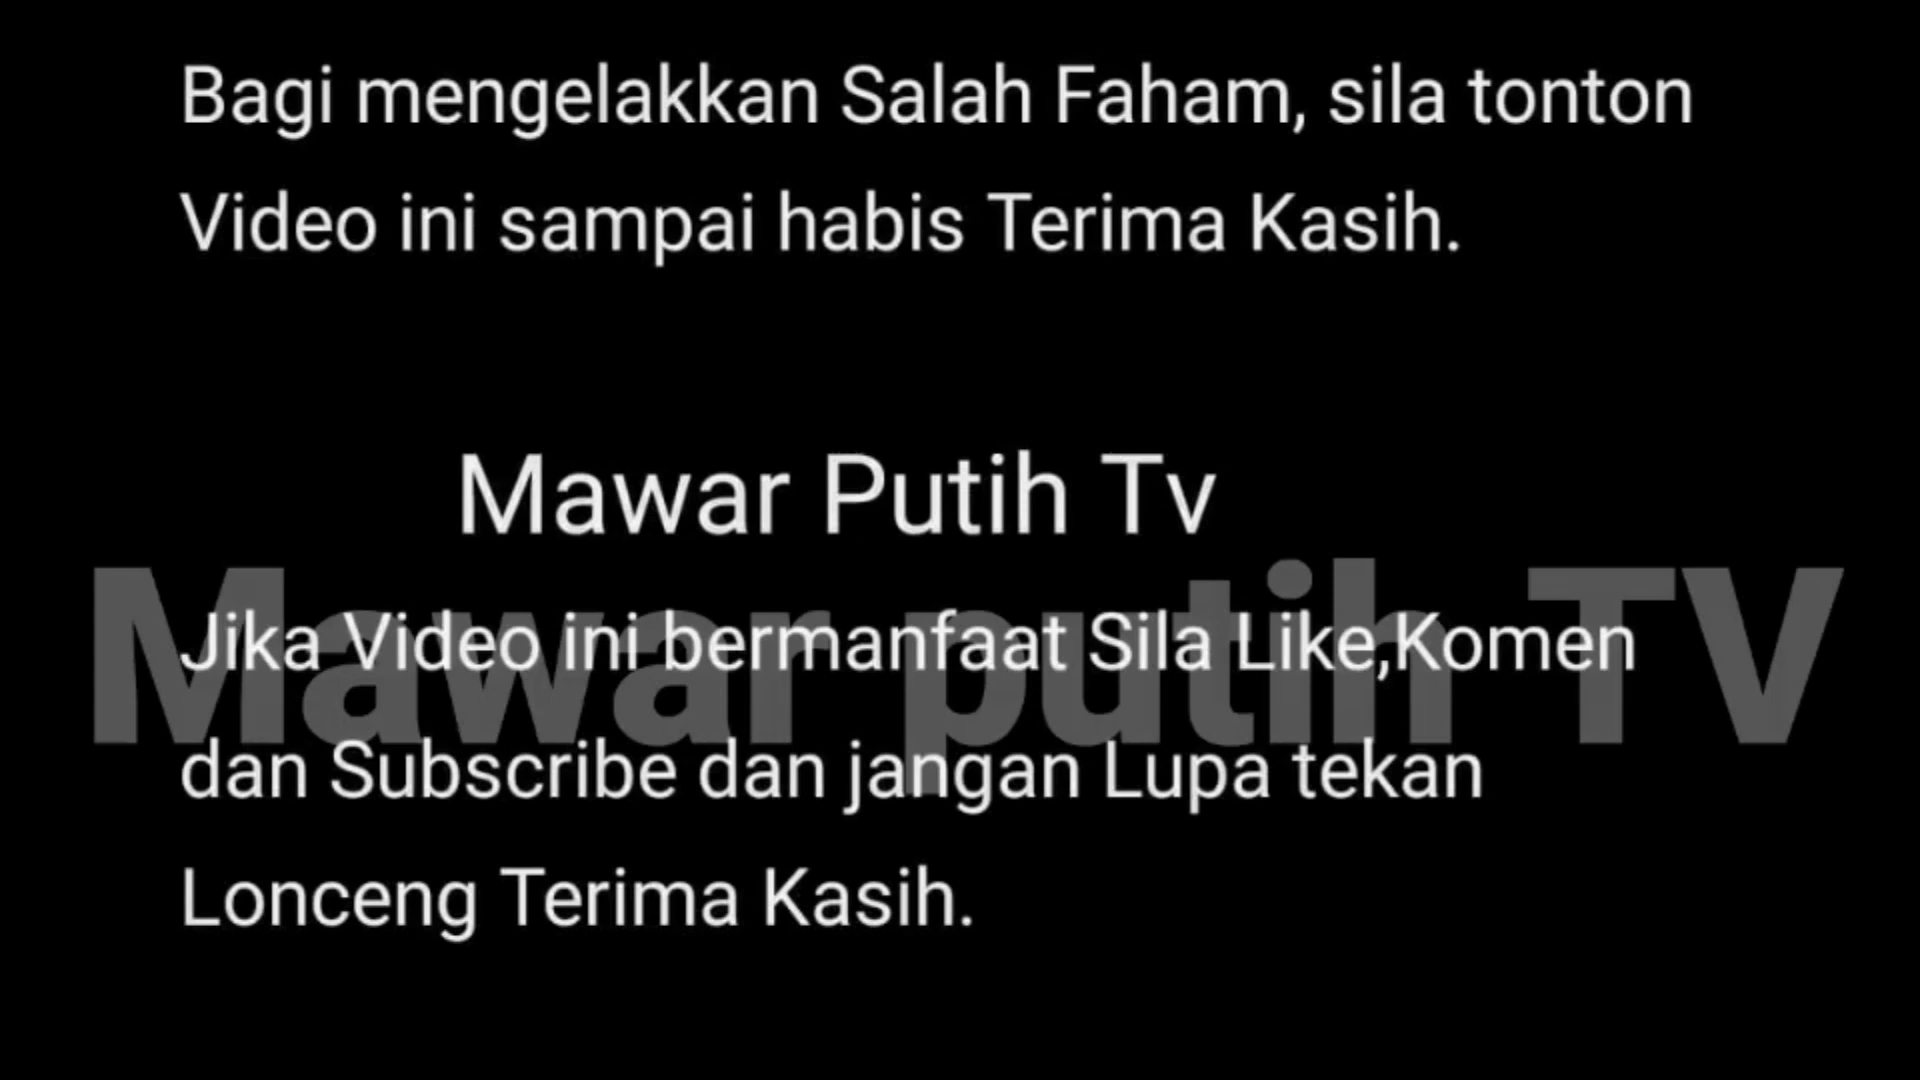 Bagi mengelakkan Salah Faham, sila tonton
Video ini sampai habis Terima Kasih.
Mawar Putih Tv
Mawar putih TV
Jika Video ini bermanfaat Sila Like,Komen
dan Subscribe dan jangan Lupa tekan
Lonceng Terima Kasih.